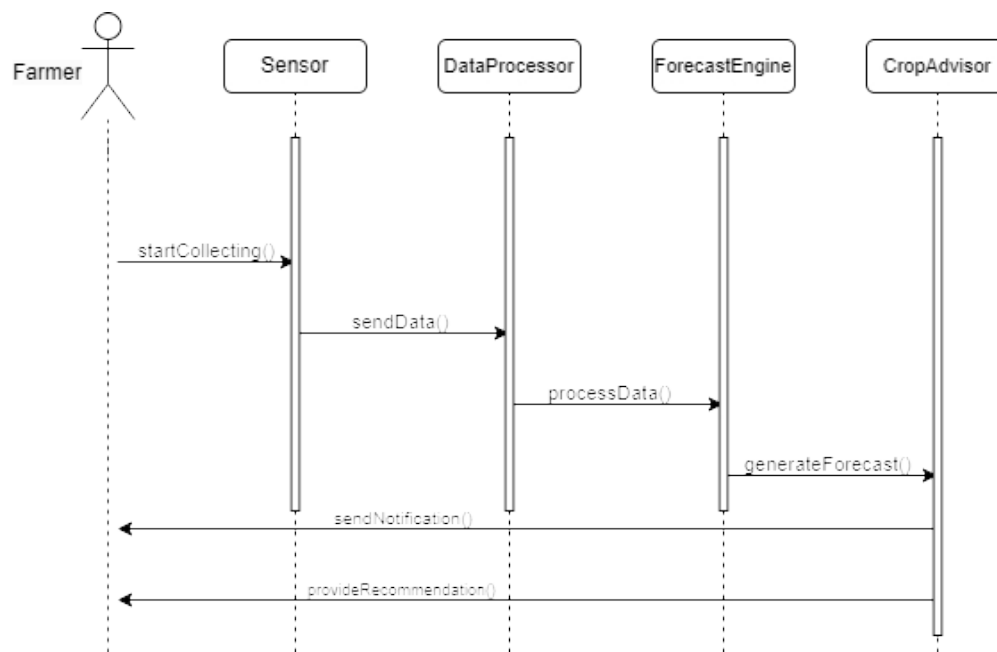 Farmer
Sensor
DataProcessor
ForecastEngine
CropAdvisor
startCollecting()
sendData()
processData()
generateForecast()
sendNotification()
provideRecommendation()